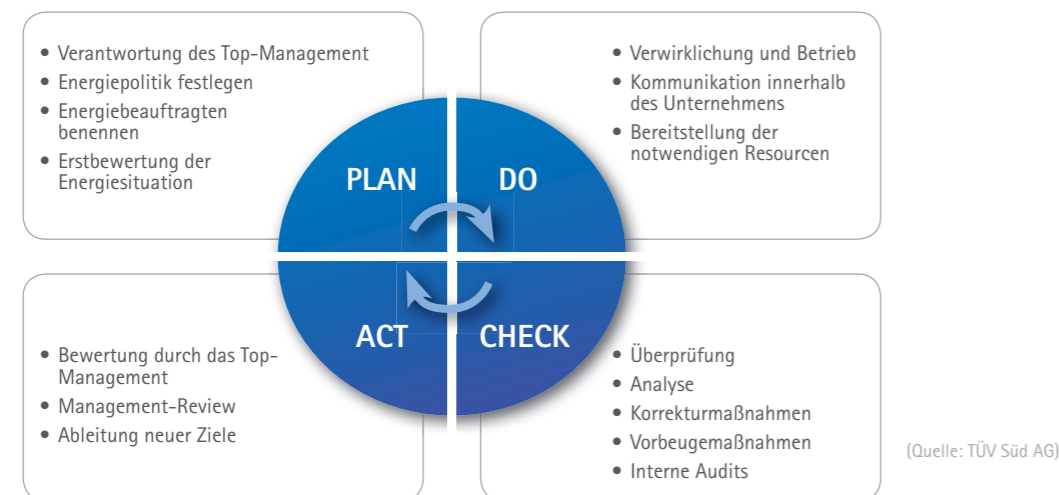 • Verantwortung des Top-Management
• Energiepolitik festlegen
• Energiebeauftragten
benennen
• Erstbewertung der
Energiesituation
• Verwirklichung und Betrieb
• Kommunikation innerhalb
des Unternehmens
• Bereitstellung der
notwendigen Resourcen
PLAN
DO
ACT
CHECK
• Bewertung durch das Top-
Management
• Management-Review
• Ableitung neuer Ziele
• Überprüfung
• Analyse
• Korrekturmaßnahmen
• Vorbeugemaßnahmen
• Interne Audits
(Quelle: TÜV Süd AG)